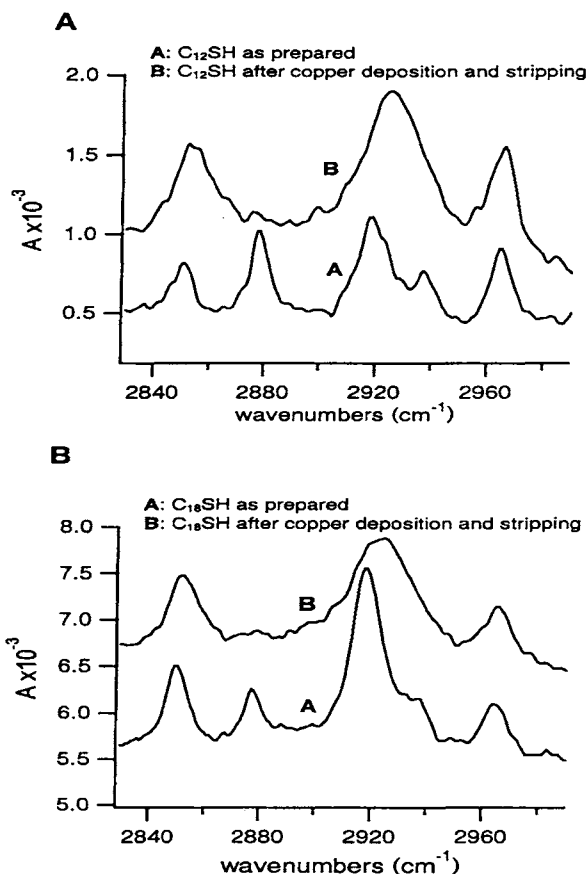 A
A: C₁₂SH as prepared
B: C₁₂SH after copper deposition and stripping
2.0
1.5
1.0
0.5
A x10⁻³
B
A
2840 2880 2920 2960
wavenumbers (cm⁻¹)
B
A: C₁₈SH as prepared
B: C₁₈SH after copper deposition and stripping
8.0
7.5
7.0
6.5
6.0
5.5
5.0
A x10⁻³
B
A
2840 2880 2920 2960
wavenumbers (cm⁻¹)